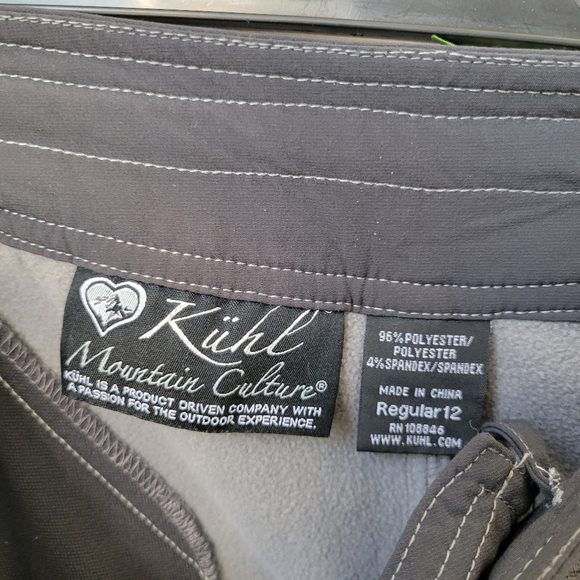 Kühl
Mountain Culture®
KÜHL IS A PRODUCT DRIVEN COMPANY WITH
A PASSION FOR THE OUTDOOR EXPERIENCE.
96% POLYESTER/
POLYESTER
4% SPANDEX/SPANDEX
MADE IN CHINA
Regular 12
RN 108846
WWW.KUHL.COM